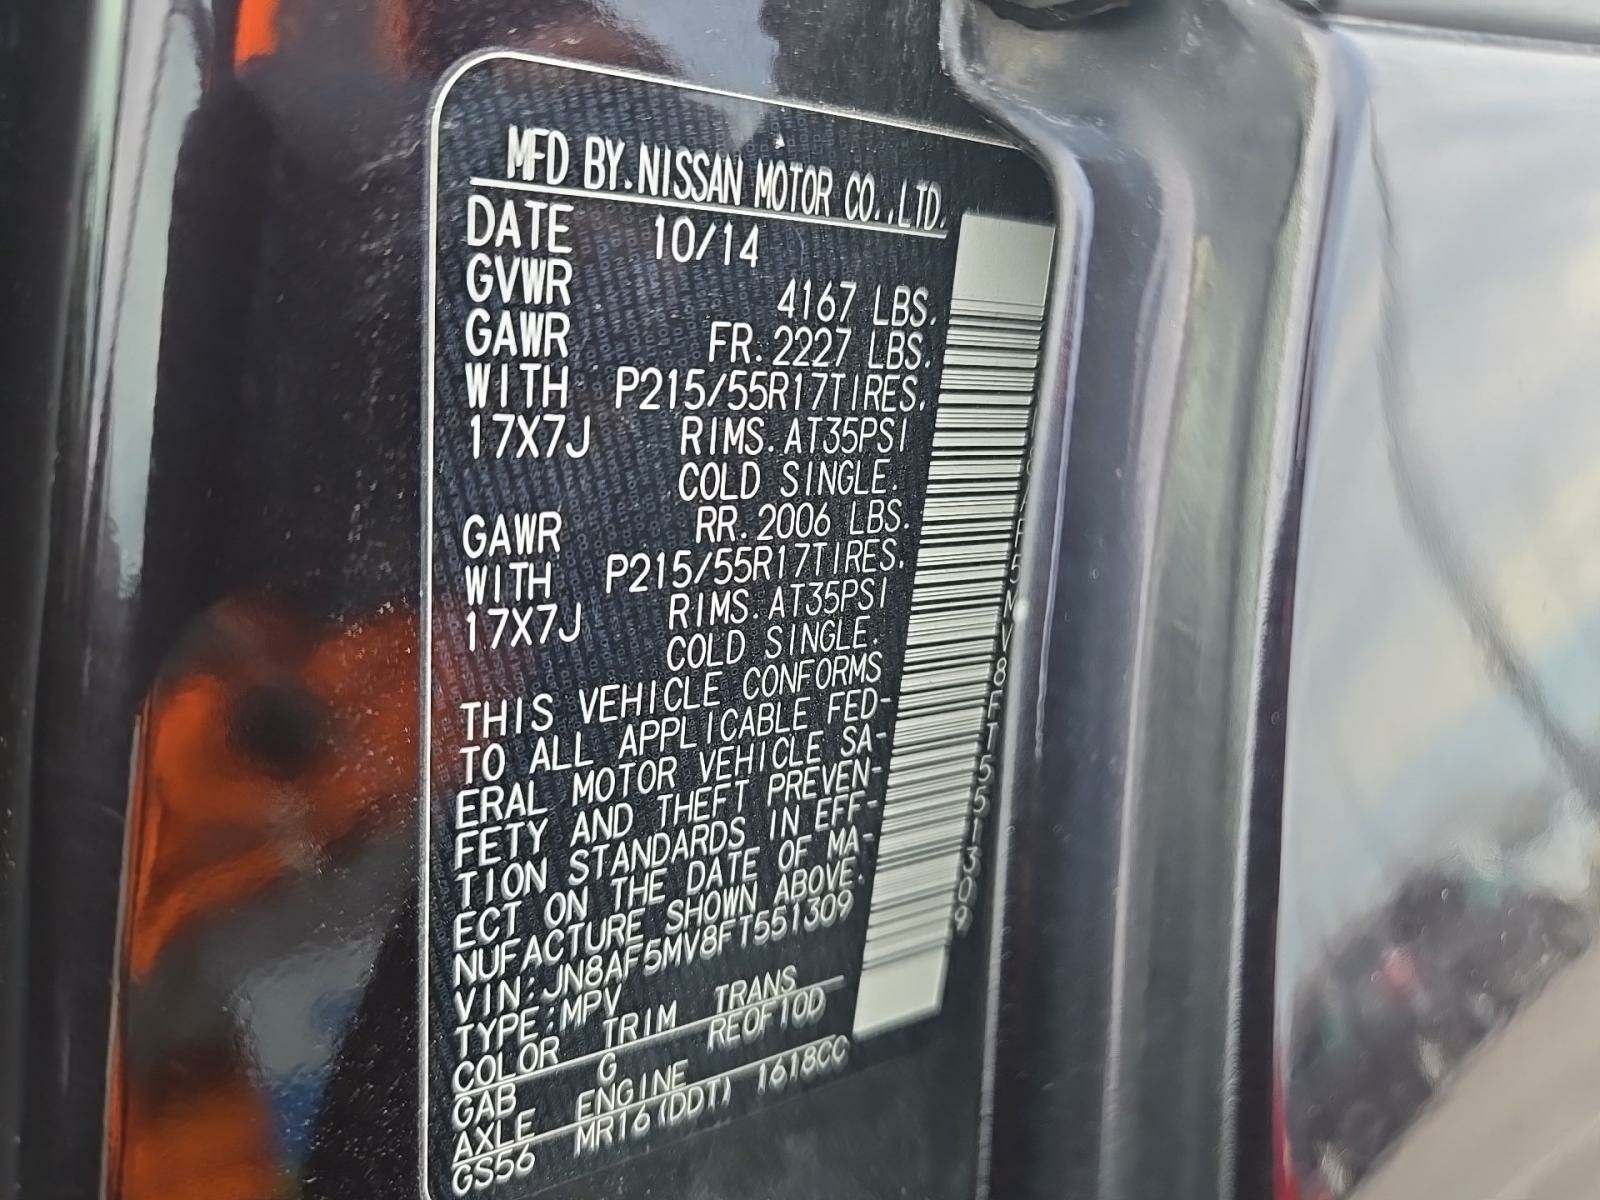 MFD BY.NISSAN MOTOR CO.,LTD.
DATE 10/14
GVWR 4167 LBS.
GAWR FR.2227 LBS.
WITH P215/55R17TIRES.
17X7J RIMS.AT35PSI
COLD SINGLE.
GAWR RR.2006 LBS.
WITH P215/55R17TIRES.
17X7J RIMS.AT35PSI
COLD SINGLE.
THIS VEHICLE CONFORMS
TO ALL APPLICABLE FED-
ERAL MOTOR VEHICLE SA-
FETY AND THEFT PREVEN-
TION STANDARDS IN EFF-
ECT ON THE DATE OF MA-
NUFACTURE SHOWN ABOVE.
VIN:JN8AF5MV8FT551309
TYPE:MPV
COLOR TRIM TRANS
GAB G RE0F10D
AXLE ENGINE
GS56 MR16(DDT) 1618CC
JN8AF5MV8FT551309